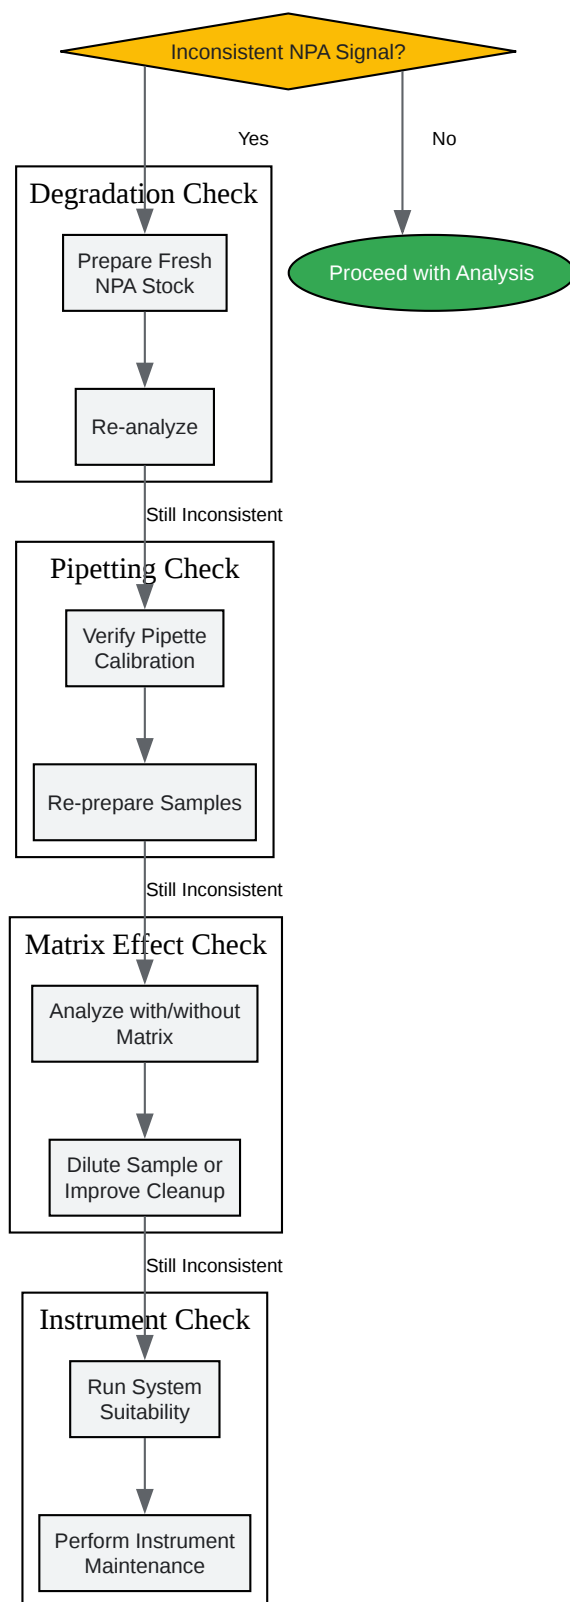 Inconsistent NPA Signal?
Yes
No
Degradation Check
Prepare Fresh
NPA Stock
Proceed with Analysis
Re-analyze
Still Inconsistent
Pipetting Check
Verify Pipette
Calibration
Re-prepare Samples
Still Inconsistent
Matrix Effect Check
Analyze with/without
Matrix
Dilute Sample or
Improve Cleanup
Still Inconsistent
Instrument Check
Run System
Suitability
Perform Instrument
Maintenance